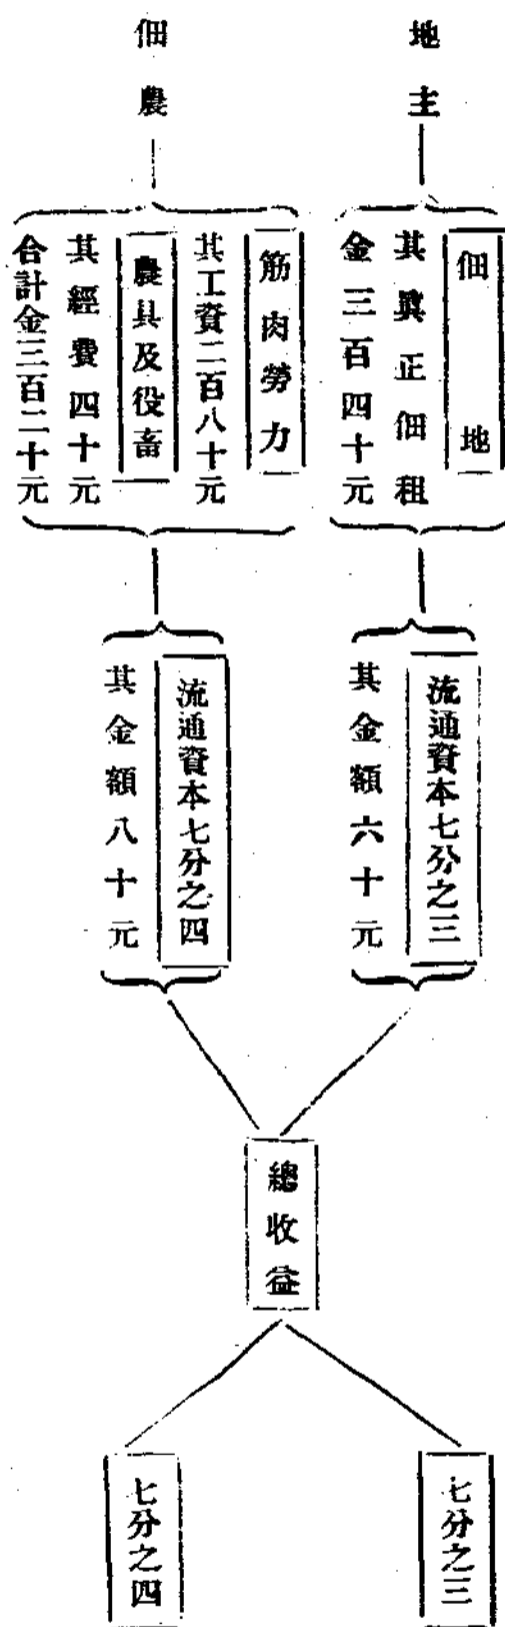 地主
佃地
其眞正佃租
金三百四十元
流通資本七分之三
其金額六十元
佃農
筋肉勞力
其工資二百八十元
農具及役畜
其經費四十元
合計金三百二十元
流通資本七分之四
其金額八十元
總收益
七分之三
七分之四